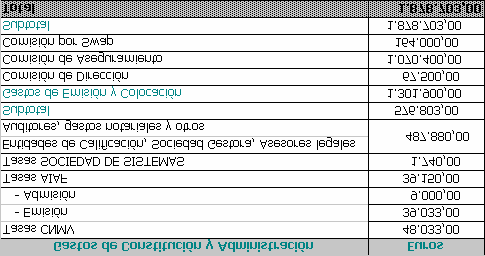 Gastos de Constitución y Administración Euros
Tasas CNMV 48.033,00
- Emisión 39.033,00
- Admisión 9.000,00
Tasas AIAF 39.150,00
Tasas SOCIEDAD DE SISTEMAS 1.740,00
Entidades de Calificación, Sociedad Gestora, Asesores legales
Auditores, gastos notariales y otros 487.880,00
Subtotal 576.803,00
Gastos de Emisión y Colocación 1.301.900,00
Comisión de Dirección 67.500,00
Comisión de Aseguramiento 1.070.400,00
Comisión por Swap 164.000,00
Subtotal 1.878.703,00
Total 1.878.703,00